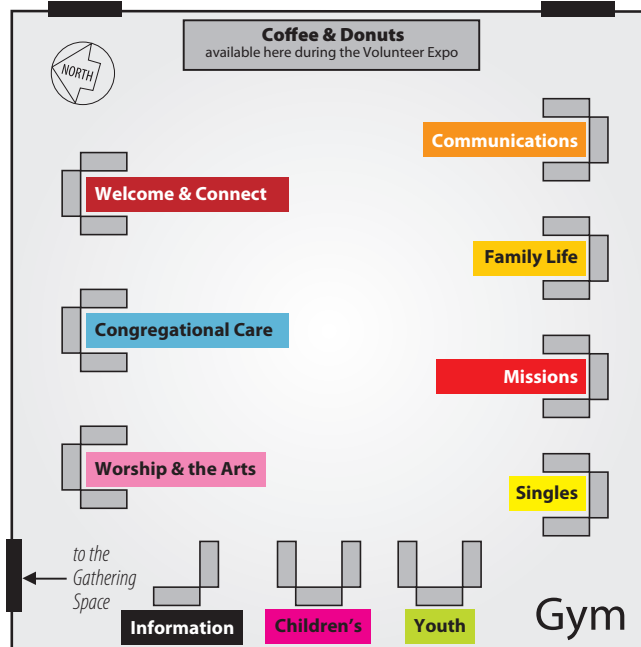 Coffee & Donuts
available here during the Volunteer Expo
NORTH
Communications
Welcome & Connect
Family Life
Congregational Care
Missions
Worship & the Arts
Singles
to the
Gathering
Space
Information
Children's
Youth
Gym